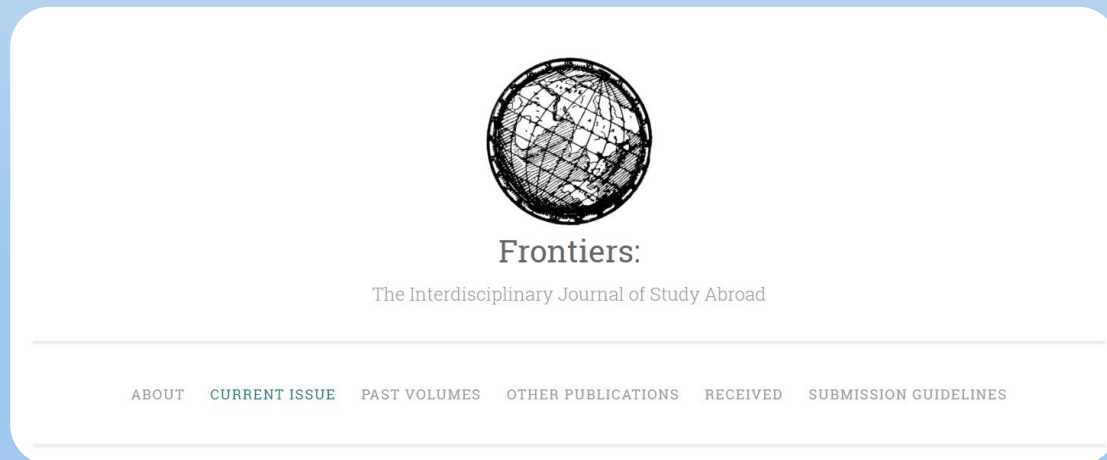 Frontiers:
The Interdisciplinary Journal of Study Abroad
ABOUT CURRENT ISSUE PAST VOLUMES OTHER PUBLICATIONS RECEIVED SUBMISSION GUIDELINES